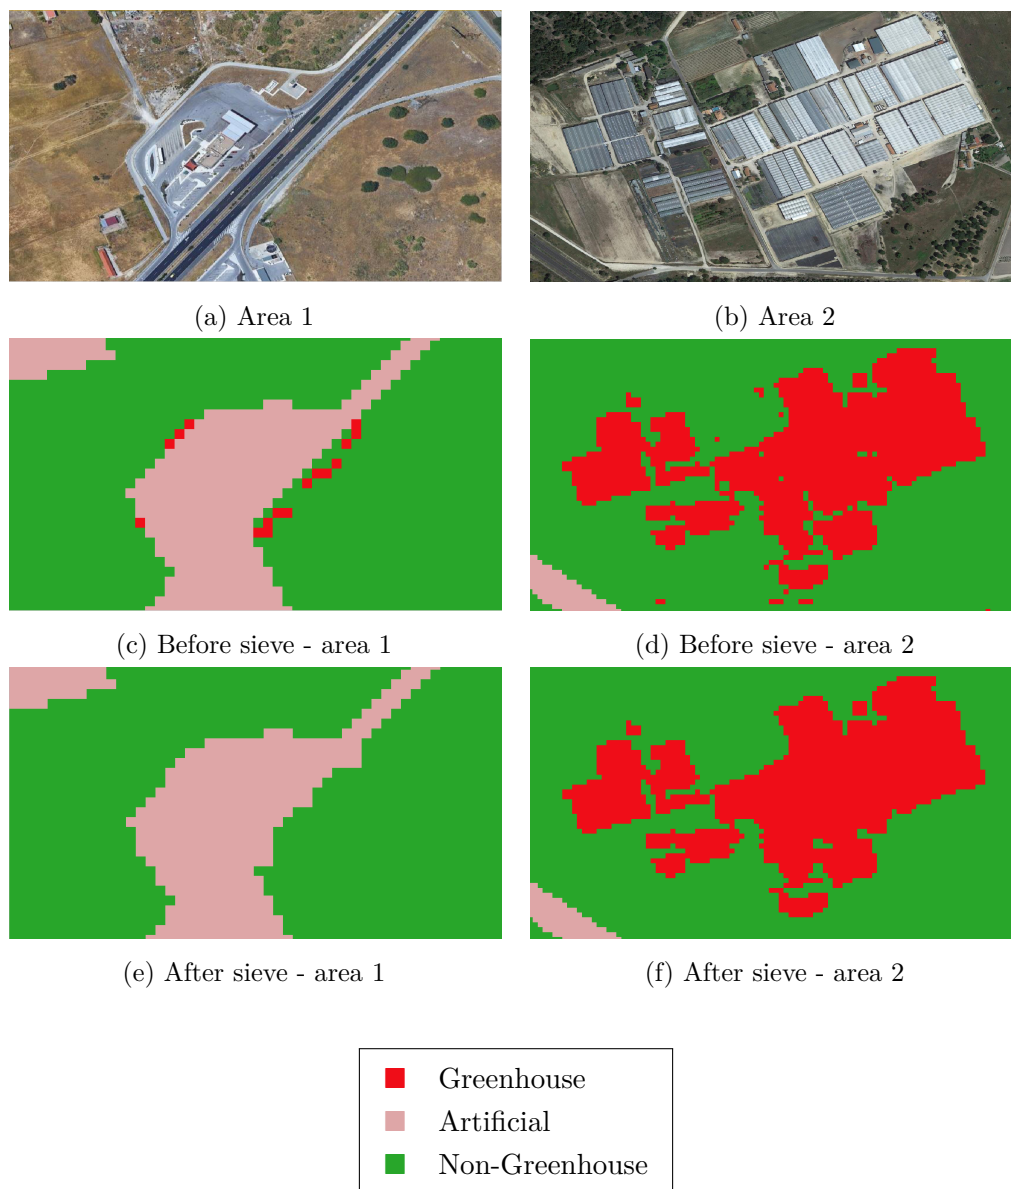 (a) Area 1
(b) Area 2
(c) Before sieve - area 1
(d) Before sieve - area 2
(e) After sieve - area 1
(f) After sieve - area 2
Greenhouse
Artificial
Non-Greenhouse